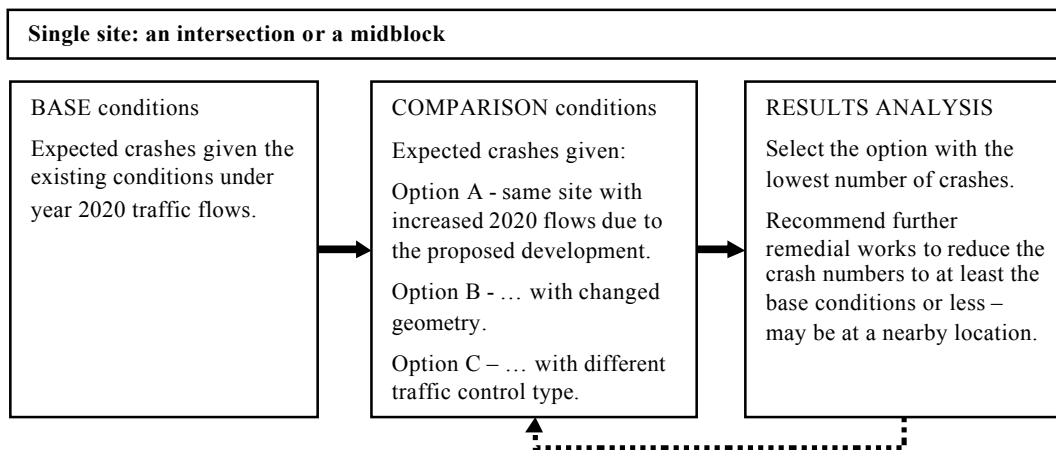 Single site: an intersection or a midblock
BASE conditions
Expected crashes given the
existing conditions under
year 2020 traffic flows.
COMPARISON conditions
Expected crashes given:
Option A - same site with
increased 2020 flows due to
the proposed development.
Option B - … with changed
geometry.
Option C – … with different
traffic control type.
RESULTS ANALYSIS
Select the option with the
lowest number of crashes.
Recommend further
remedial works to reduce the
crash numbers to at least the
base conditions or less –
may be at a nearby location.